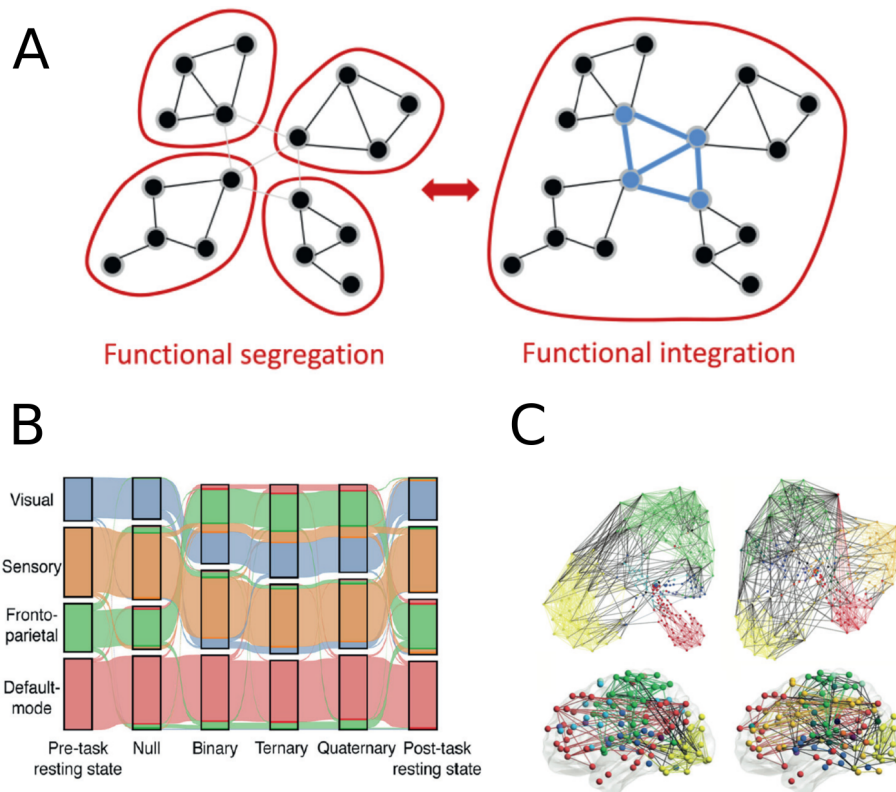 A
Functional segregation
Functional integration
B
C
Visual
Sensory
Fronto-
parietal
Default-
mode
Pre-task
resting state
Null
Binary
Ternary
Quaternary
Post-task
resting state